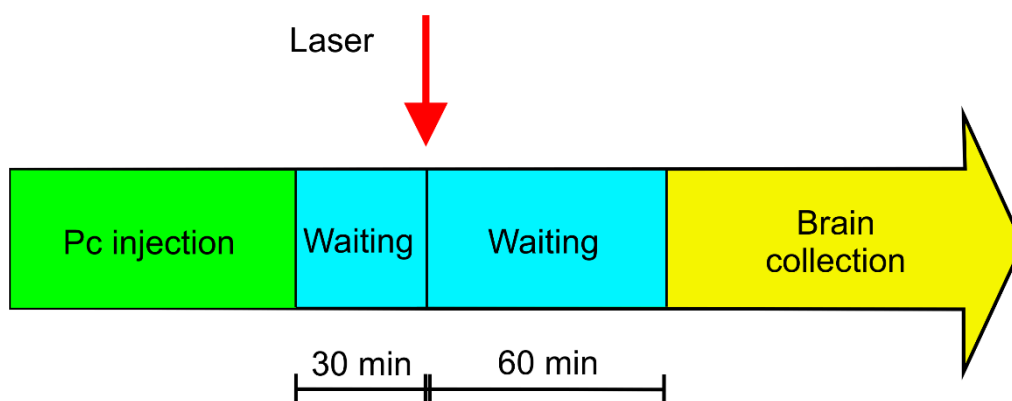 Laser
Pc injection
Waiting
Waiting
Brain
collection
30 min
60 min